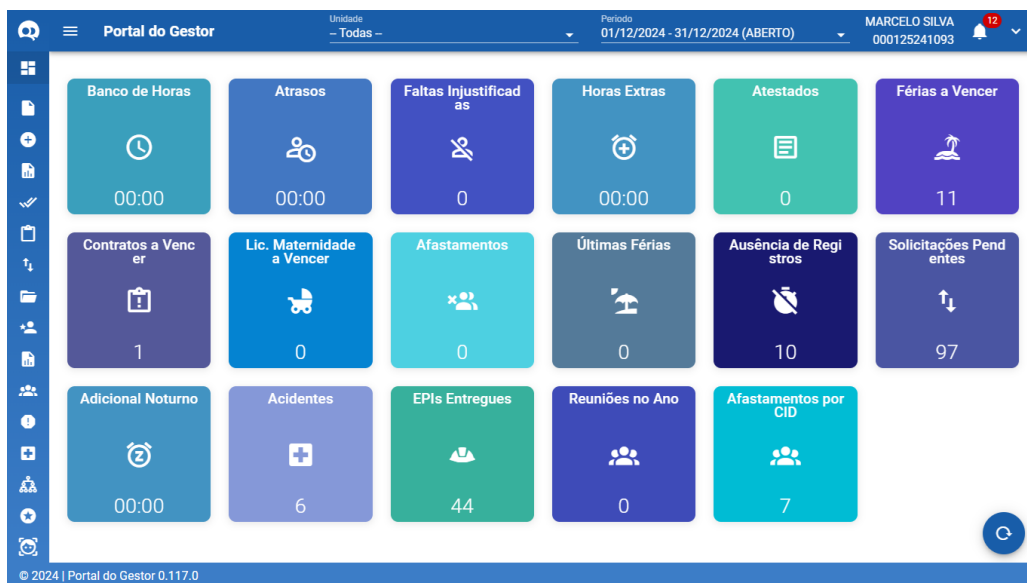 Portal do Gestor
Unidade
-- Todas --
Periodo
01/12/2024 - 31/12/2024 (ABERTO)
MARCELO SILVA
000125241093
12
Banco de Horas
00:00
Atrasos
00:00
Faltas Injustificad
as
0
Horas Extras
00:00
Atestados
0
Férias a Vencer
11
Contratos a Venc
er
1
Lic. Maternidade
a Vencer
0
Afastamentos
0
Últimas Férias
0
Ausência de Regi
stros
10
Solicitações Pend
entes
97
Adicional Noturno
00:00
Acidentes
6
EPIs Entregues
44
Reuniões no Ano
0
Afastamentos por
CID
7
© 2024 | Portal do Gestor 0.117.0